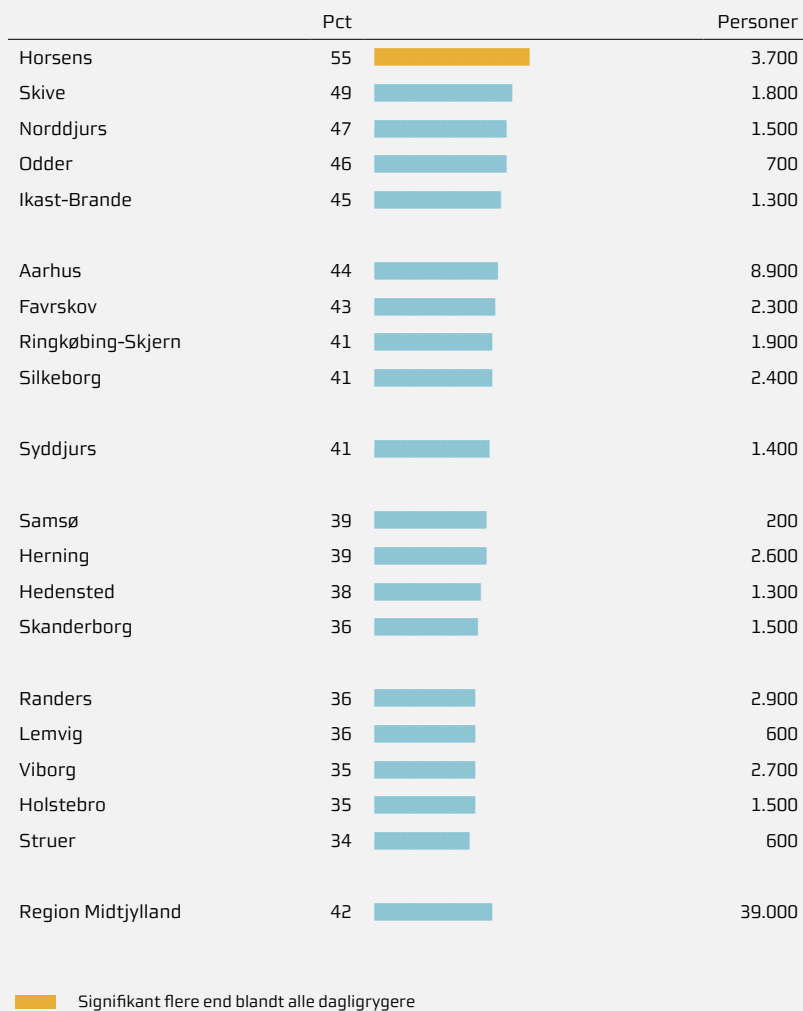 Pct Personer
Horsens 55 3.700
Skive 49 1.800
Norddjurs 47 1.500
Odder 46 700
Ikast-Brande 45 1.300
Aarhus 44 8.900
Favrskov 43 2.300
Ringkøbing-Skjern 41 1.900
Silkeborg 41 2.400
Syddjurs 41 1.400
Samsø 39 200
Herning 39 2.600
Hedensted 38 1.300
Skanderborg 36 1.500
Randers 36 2.900
Lemvig 36 600
Viborg 35 2.700
Holstebro 35 1.500
Struer 34 600
Region Midtjylland 42 39.000
Signifikant flere end blandt alle dagligrygere